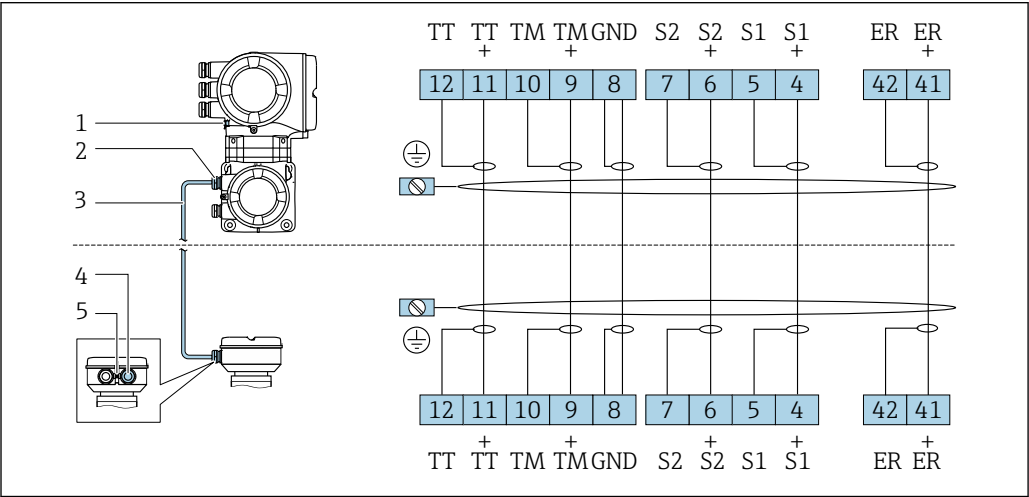 TT TT TM TM GND S2 S2 S1 S1 ER ER
+ + + + +
12 11 10 9 8 7 6 5 4 42 41
1
2
3
4
5
12 11 10 9 8 7 6 5 4 42 41
+ + + + +
TT TT TM TM GND S2 S2 S1 S1 ER ER